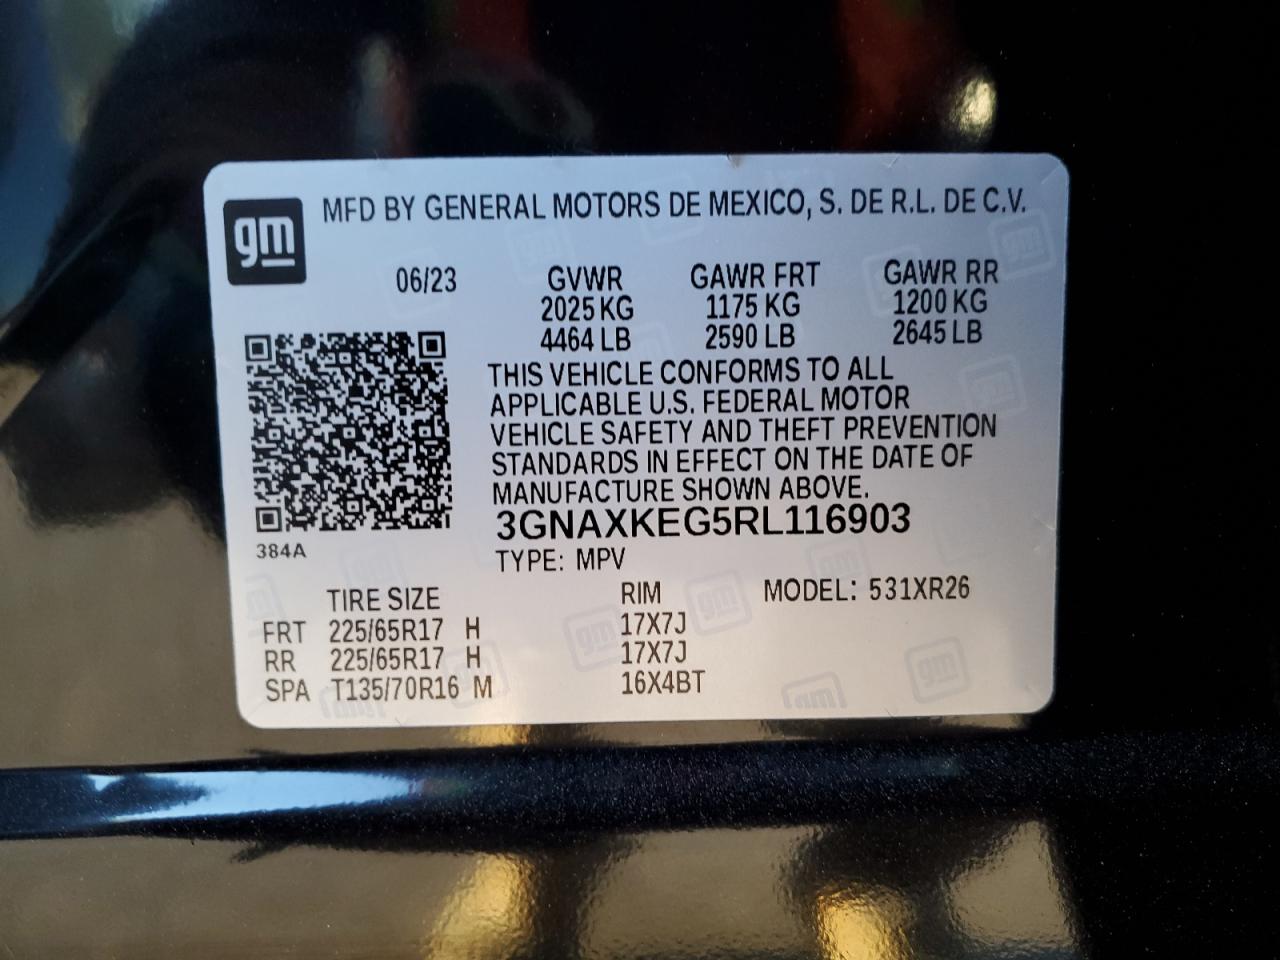 gm MFD BY GENERAL MOTORS DE MEXICO, S. DE R.L. DE C.V.
06/23 GVWR GAWR FRT GAWR RR
2025 KG 1175 KG 1200 KG
4464 LB 2590 LB 2645 LB
THIS VEHICLE CONFORMS TO ALL
APPLICABLE U.S. FEDERAL MOTOR
VEHICLE SAFETY AND THEFT PREVENTION
STANDARDS IN EFFECT ON THE DATE OF
MANUFACTURE SHOWN ABOVE.
3GNAXKEG5RL116903
384A
TYPE: MPV
TIRE SIZE RIM MODEL: 531XR26
FRT 225/65R17 H 17X7J
RR 225/65R17 H 17X7J
SPA T135/70R16 M 16X4BT